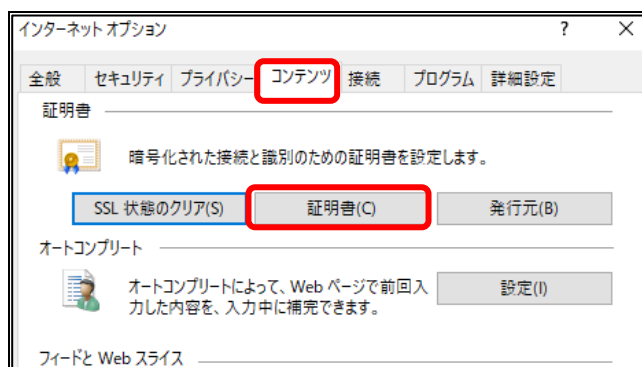 インターネット オプション ? ×
全般 セキュリティ プライバシー コンテンツ 接続 プログラム 詳細設定
証明書
暗号化された接続と識別のための証明書を設定します。
SSL 状態のクリア(S) 証明書(C) 発行元(B)
オートコンプリート
オートコンプリートによって、Web ページで前回入
力した内容を、入力中に補完できます。
設定(I)
フィードと Web スライス